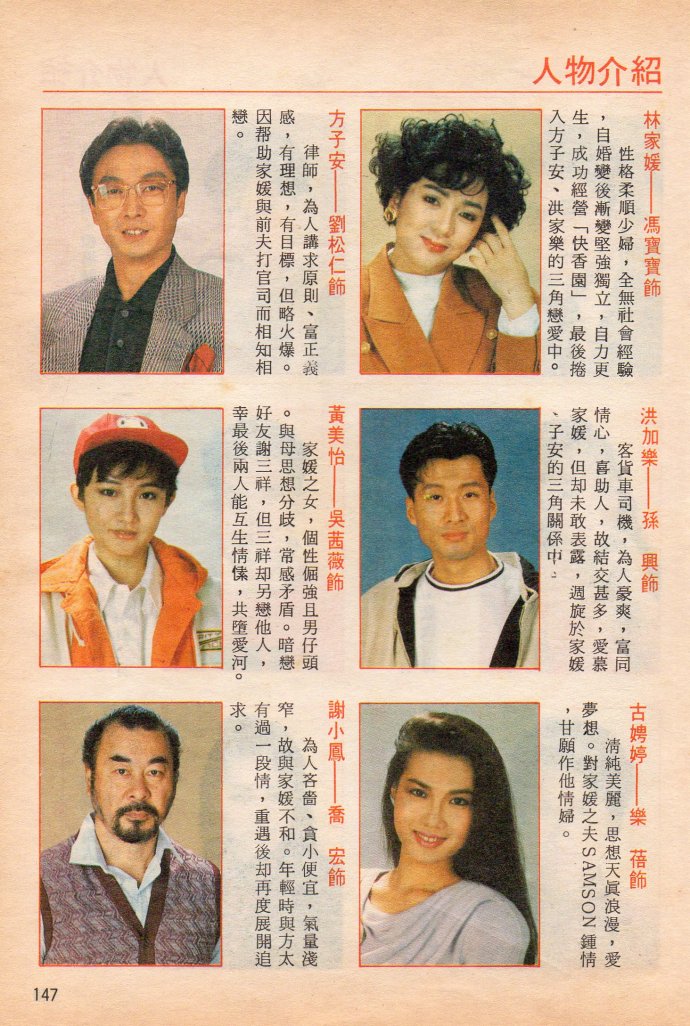 人物介紹
林家媛——馮寶寶飾
性格柔順少婦，全無社會經驗
，自婚變後漸變堅強獨立，自力更
生，成功經營「快香園」，最後捲
入方子安、洪家樂的三角戀愛中。
方子安——劉松仁飾
律師，為人講求原則、富正義
感，有理想，有目標，但略火爆。
因帮助家媛與前夫打官司而相知相
戀。
洪加樂——孫　興飾
客貨車司機，為人豪爽，富同
情心，喜助人，故結交甚多，愛慕
家媛，但却未敢表露，週旋於家媛
、子安的三角關係中。
黃美怡——吳茜薇飾
家媛之女，個性倔強且男仔頭
。與母思想分歧，常感矛盾。暗戀
好友謝三祥，但三祥却另戀他人，
幸最後兩人能互生情愫，共墮愛河。
古娉婷——樂　蓓飾
清純美麗，思想天眞浪漫，愛
夢想。對家媛之夫SAMSON鍾情
，甘願作他情婦。
謝小鳳——喬　宏飾
為人吝嗇、貪小便宜，氣量淺
窄，故與家媛不和。年輕時與方太
有過一段情，重遇後却再度展開追
求。
147